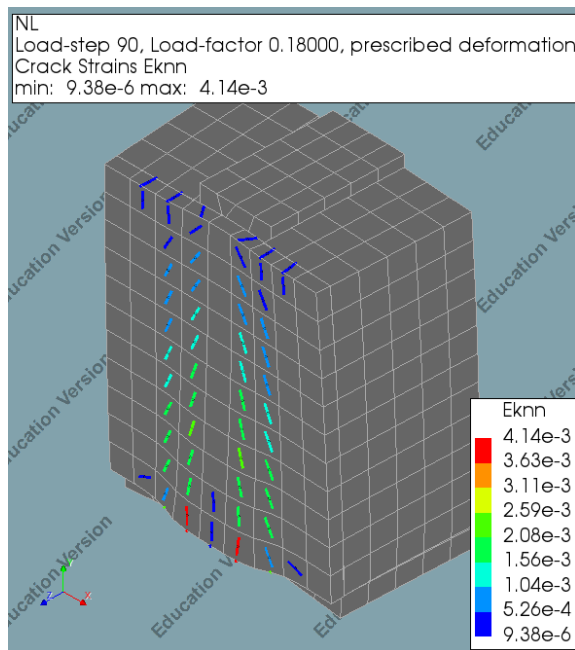 NL
Load-step 90, Load-factor 0.18000, prescribed deformation
Crack Strains Eknn
min: 9.38e-6 max: 4.14e-3
Education Version
Education Version
Education Version
Education Version
Education Version
Education Version
Eknn
4.14e-3
3.63e-3
3.11e-3
2.59e-3
2.08e-3
1.56e-3
1.04e-3
5.26e-4
9.38e-6
Y
Z
X